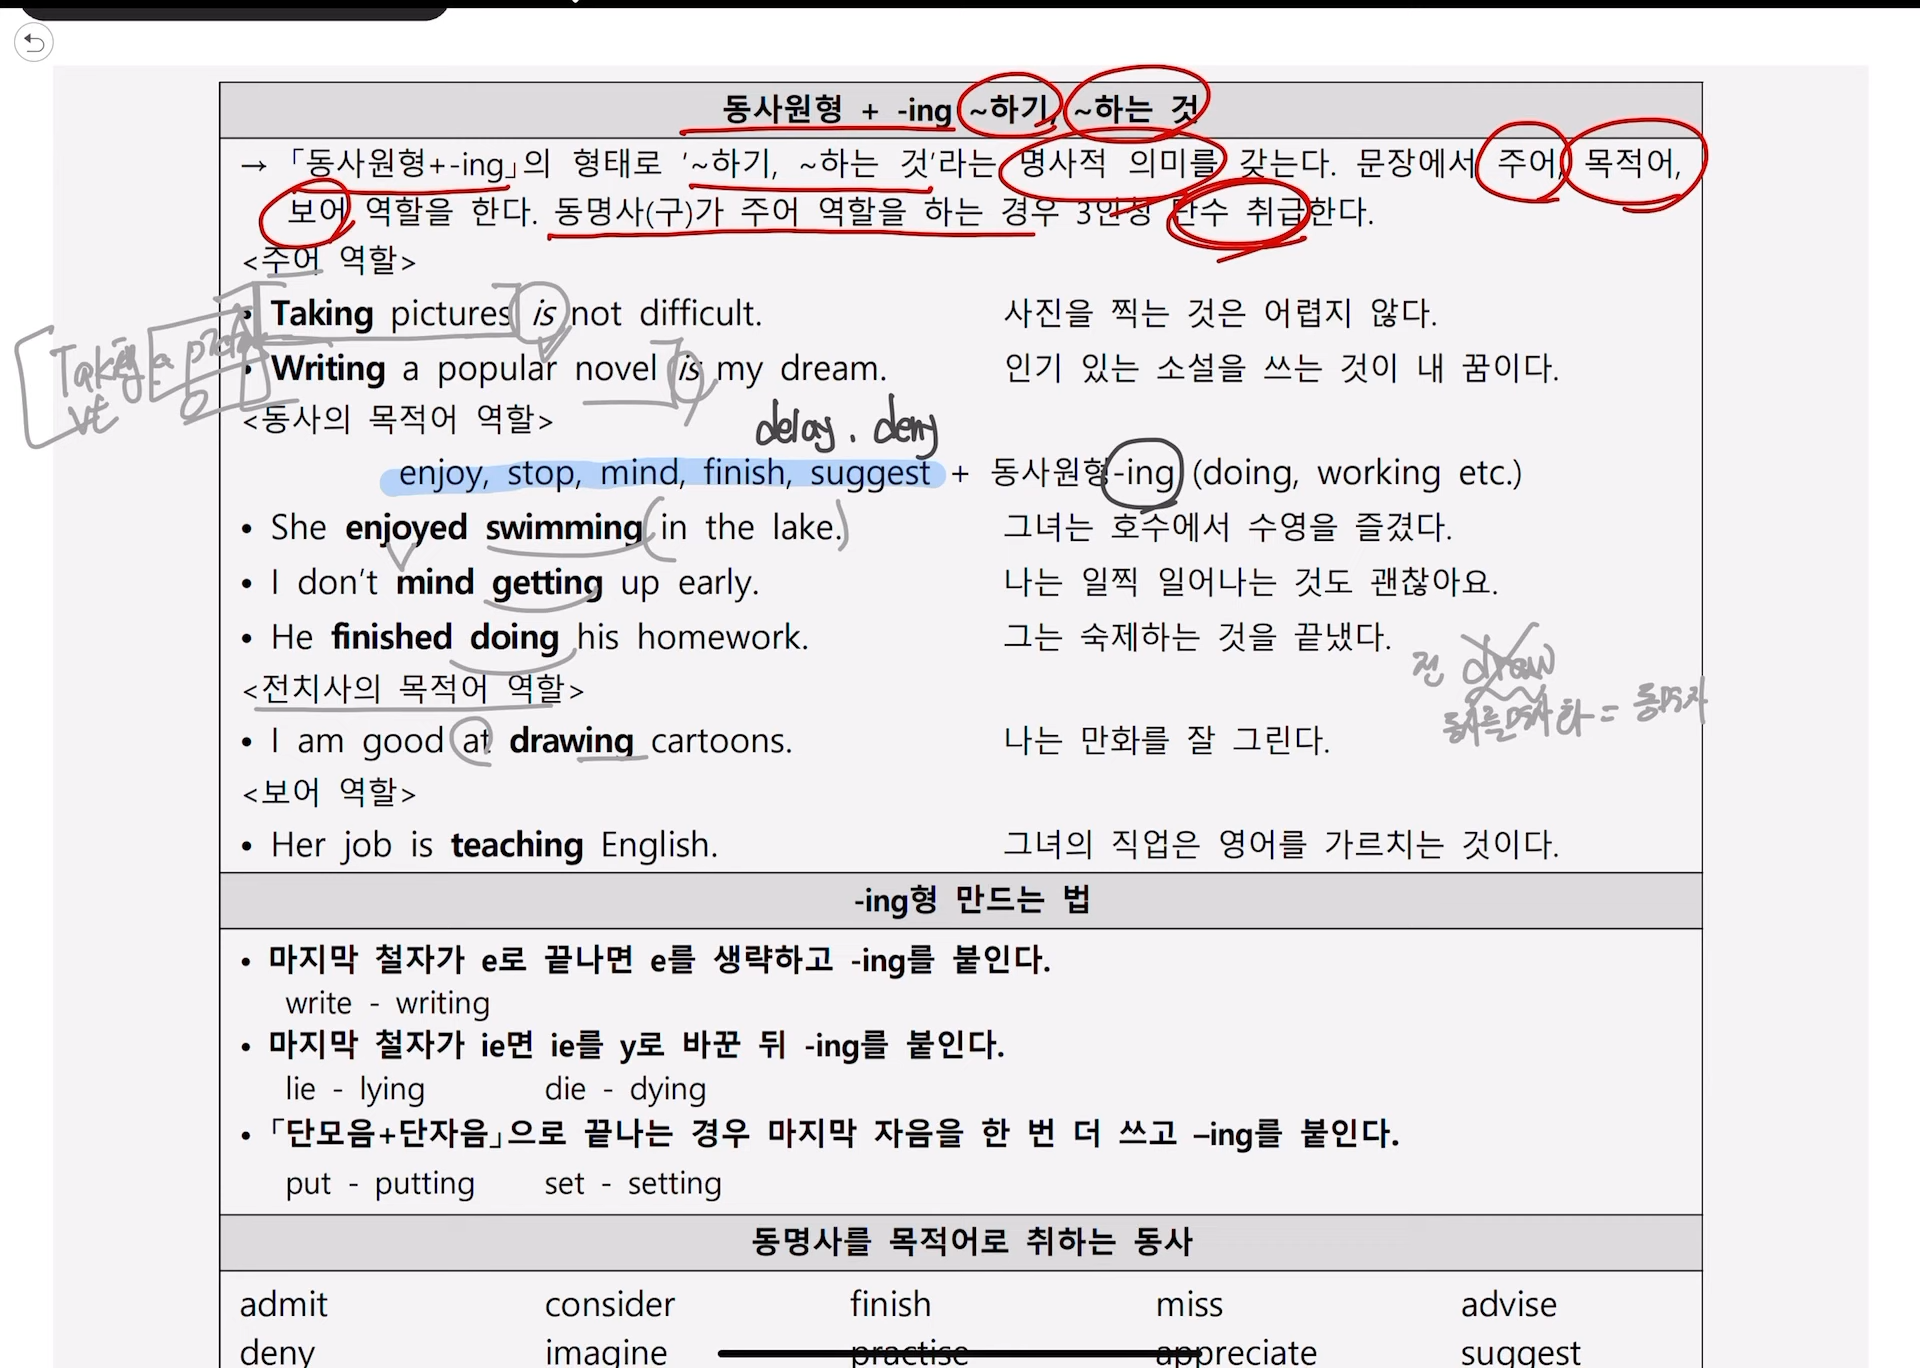 동사원형 + -ing ~하기, ~하는 것
→ 「동사원형+-ing」의 형태로 '~하기, ~하는 것'라는 명사적 의미를 갖는다. 문장에서 주어, 목적어,
보어 역할을 한다. 동명사(구)가 주어 역할을 하는 경우 3인칭 단수 취급한다.
<주어 역할>
• Taking pictures is not difficult. 사진을 찍는 것은 어렵지 않다.
Taking a
vt O
• Writing a popular novel is my dream. 인기 있는 소설을 쓰는 것이 내 꿈이다.
<동사의 목적어 역할>
delay. deny
enjoy, stop, mind, finish, suggest + 동사원형-ing (doing, working etc.)
• She enjoyed swimming in the lake. 그녀는 호수에서 수영을 즐겼다.
• I don't mind getting up early. 나는 일찍 일어나는 것도 괜찮아요.
• He finished doing his homework. 그는 숙제하는 것을 끝냈다.
전 draw
동사를 명사화 = 동명사
<전치사의 목적어 역할>
• I am good at drawing cartoons. 나는 만화를 잘 그린다.
<보어 역할>
• Her job is teaching English. 그녀의 직업은 영어를 가르치는 것이다.
-ing형 만드는 법
• 마지막 철자가 e로 끝나면 e를 생략하고 -ing를 붙인다.
write - writing
• 마지막 철자가 ie면 ie를 y로 바꾼 뒤 -ing를 붙인다.
lie - lying die - dying
• 「단모음+단자음」으로 끝나는 경우 마지막 자음을 한 번 더 쓰고 –ing를 붙인다.
put - putting set - setting
동명사를 목적어로 취하는 동사
admit consider finish miss advise
deny imagine practise appreciate suggest